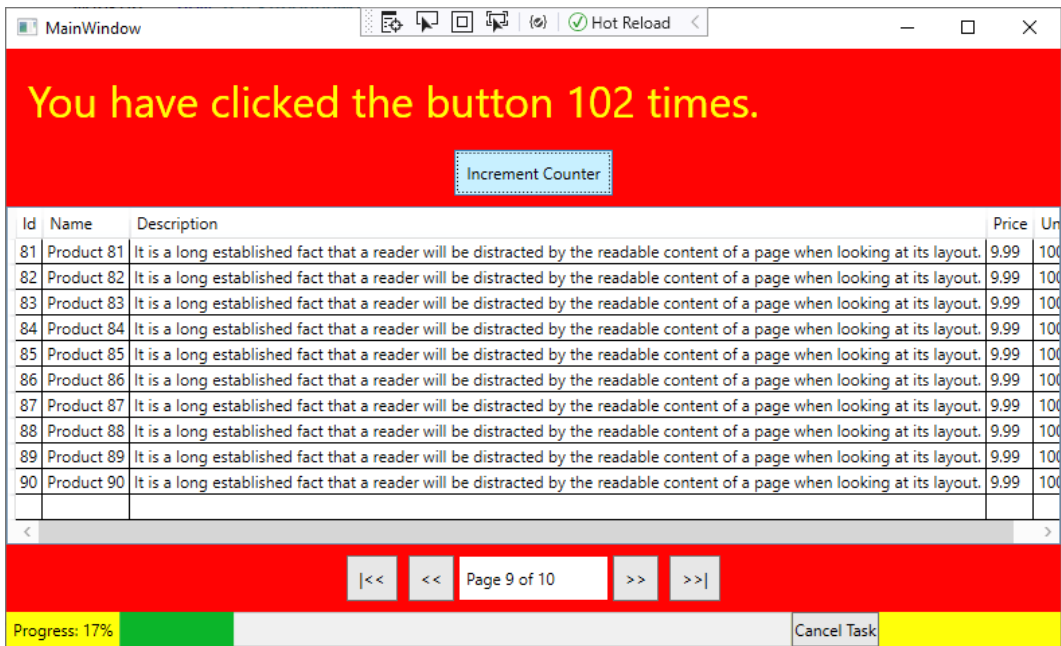 MainWindow Hot Reload
You have clicked the button 102 times.
Increment Counter
Id Name Description Price Un
81 Product 81 It is a long established fact that a reader will be distracted by the readable content of a page when looking at its layout. 9.99 100
82 Product 82 It is a long established fact that a reader will be distracted by the readable content of a page when looking at its layout. 9.99 100
83 Product 83 It is a long established fact that a reader will be distracted by the readable content of a page when looking at its layout. 9.99 100
84 Product 84 It is a long established fact that a reader will be distracted by the readable content of a page when looking at its layout. 9.99 100
85 Product 85 It is a long established fact that a reader will be distracted by the readable content of a page when looking at its layout. 9.99 100
86 Product 86 It is a long established fact that a reader will be distracted by the readable content of a page when looking at its layout. 9.99 100
87 Product 87 It is a long established fact that a reader will be distracted by the readable content of a page when looking at its layout. 9.99 100
88 Product 88 It is a long established fact that a reader will be distracted by the readable content of a page when looking at its layout. 9.99 100
89 Product 89 It is a long established fact that a reader will be distracted by the readable content of a page when looking at its layout. 9.99 100
90 Product 90 It is a long established fact that a reader will be distracted by the readable content of a page when looking at its layout. 9.99 100
|<< << Page 9 of 10 >> >>|
Progress: 17% Cancel Task